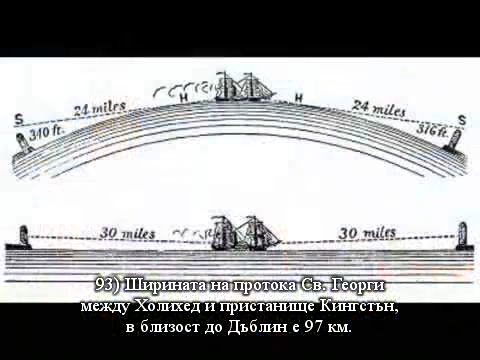 24 miles H H 24 miles
S S
310 ft. 316 ft.
30 miles 30 miles
93) Ширината на протока Св. Георги
между Холихед и пристанище Кингстън,
в близост до Дъблин е 97 км.